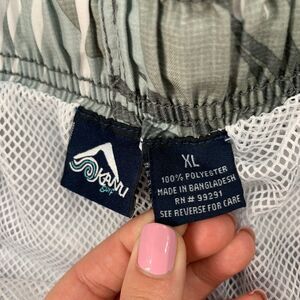 KANU
Surf
XL
100% POLYESTER
MADE IN BANGLADESH
RN # 99291
SEE REVERSE FOR CARE